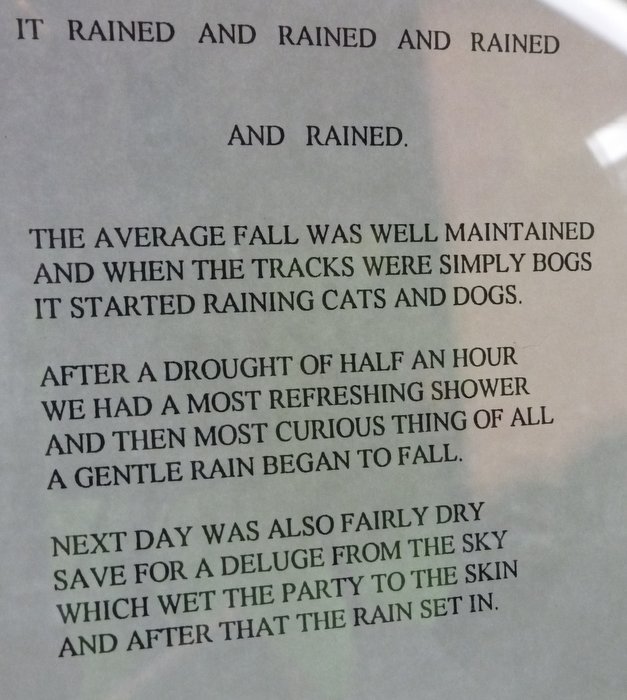 IT RAINED AND RAINED AND RAINED
AND RAINED.
THE AVERAGE FALL WAS WELL MAINTAINED
AND WHEN THE TRACKS WERE SIMPLY BOGS
IT STARTED RAINING CATS AND DOGS.
AFTER A DROUGHT OF HALF AN HOUR
WE HAD A MOST REFRESHING SHOWER
AND THEN MOST CURIOUS THING OF ALL
A GENTLE RAIN BEGAN TO FALL.
NEXT DAY WAS ALSO FAIRLY DRY
SAVE FOR A DELUGE FROM THE SKY
WHICH WET THE PARTY TO THE SKIN
AND AFTER THAT THE RAIN SET IN.